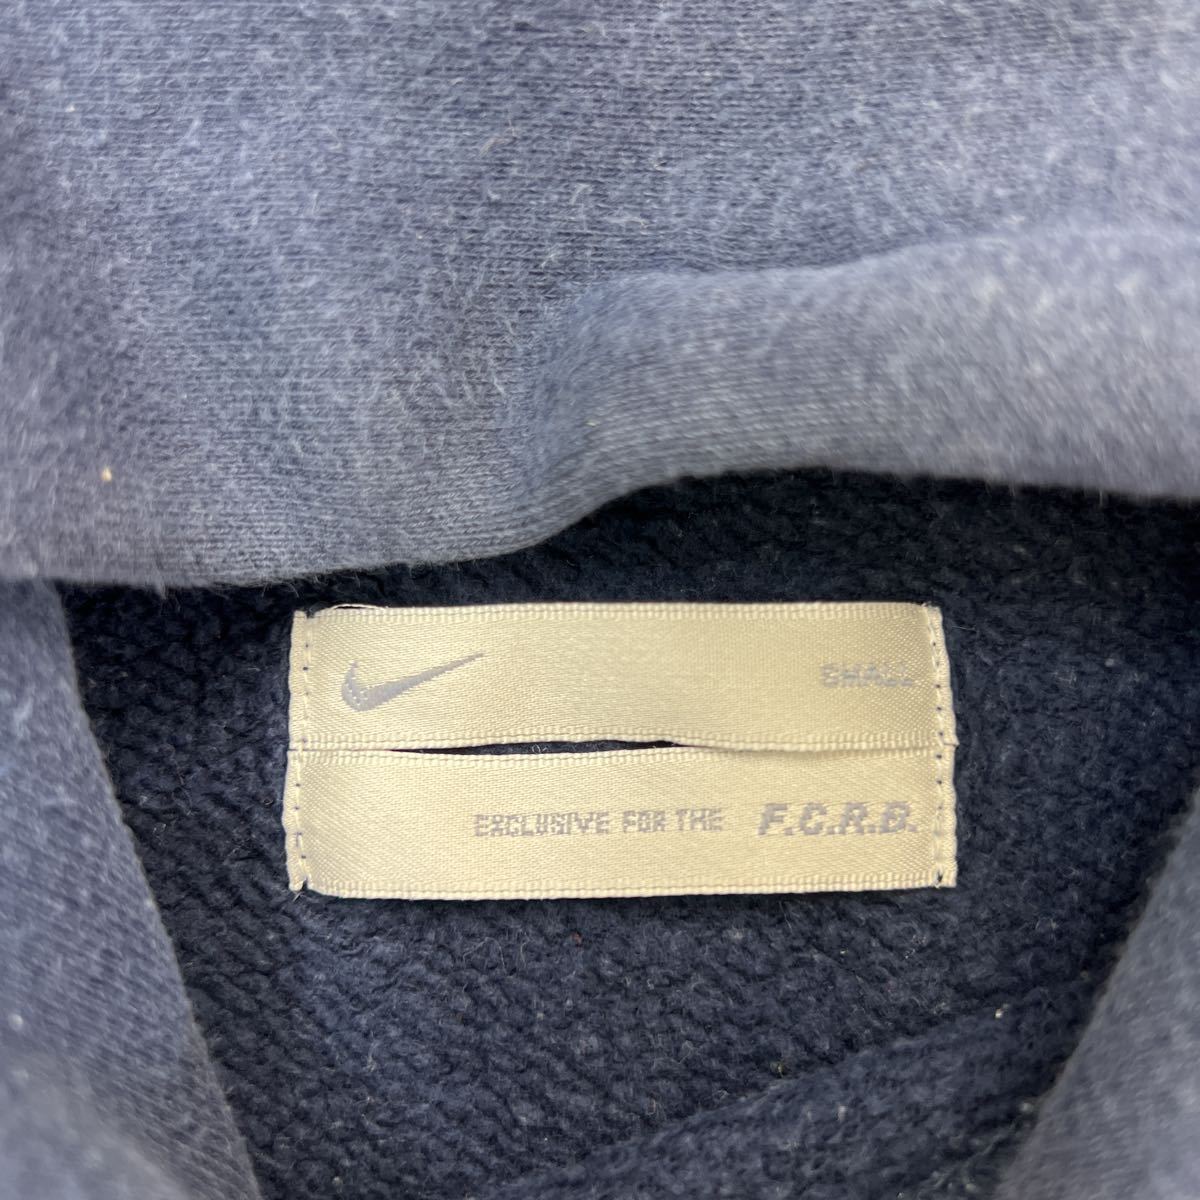 SMALL
EXCLUSIVE FOR THE F.C.R.B.